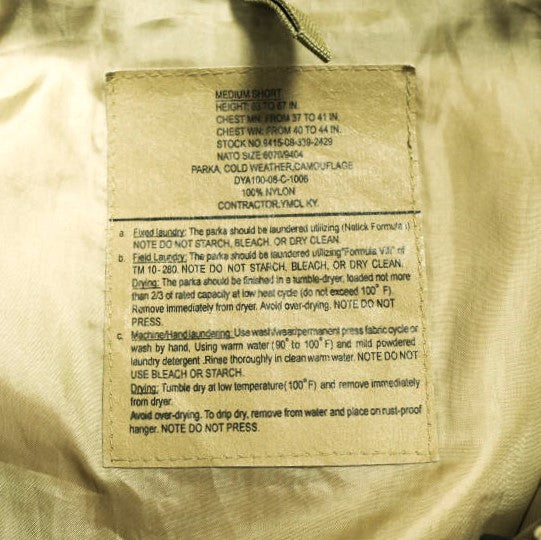 MEDIUM SHORT
HEIGHT: 63 TO 67 IN.
CHEST MN: FROM 37 TO 41 IN.
CHEST WN: FROM 40 TO 44 IN.
STOCK NO.9415-08-339-2429
NATO SIZE:6070/9404
PARKA, COLD WEATHER,CAMOUFLAGE
DYA100-08-C-1006
100% NYLON
CONTRACTOR,YMCL KY.
a. Fixed laundry: The parka should be laundered utilizing (Natick Formula
NOTE DO NOT STARCH, BLEACH, OR DRY CLEAN.
b. Field Laundry: The parka should be laundered utilizing"Formula VIII" of
TM 10-280. NOTE DO NOT STARCH, BLEACH, OR DRY CLEAN.
Drying: The parka should be finished in a tumble-dryer, loaded not more
than 2/3 of rated capacity at low heat cycle (do not exceed 100°F).
Remove immediately from dryer. Avoid over-drying. NOTE DO NOT
PRESS.
c. Machine/Hand laundering: Use wash/wear/permanent press fabric cycle or
wash by hand, Using warm water (90° to 100°F) and mild powdered
laundry detergent .Rinse thoroughly in clean warm water. NOTE DO NOT
USE BLEACH OR STARCH.
Drying: Tumble dry at low temperature(100°F) and remove immediately
from dryer.
Avoid over-drying. To drip dry, remove from water and place on rust-proof
hanger. NOTE DO NOT PRESS.